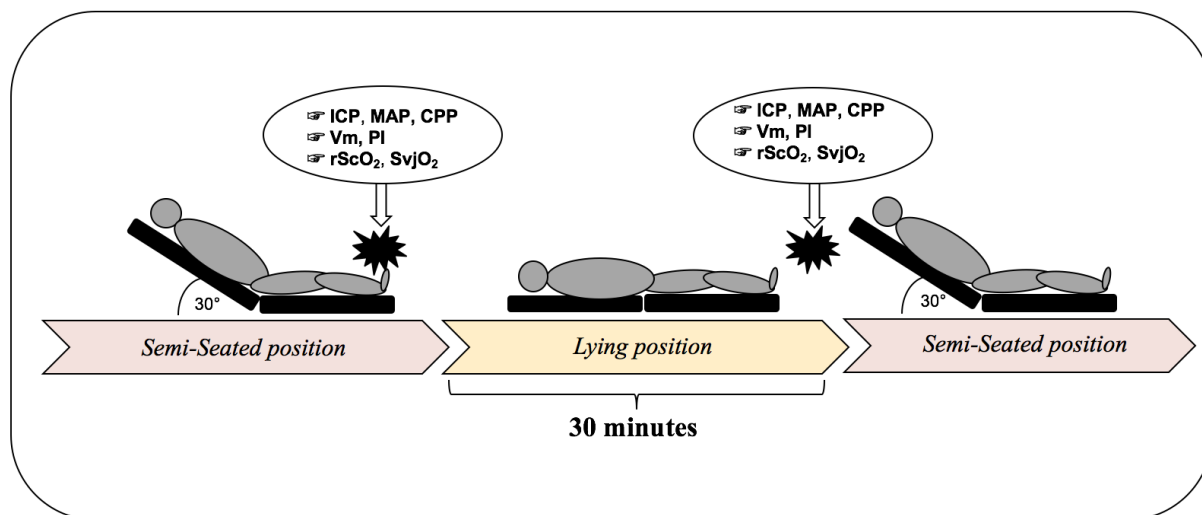 ☞ ICP, MAP, CPP
☞ Vm, PI
☞ rScO₂, SvjO₂
☞ ICP, MAP, CPP
☞ Vm, PI
☞ rScO₂, SvjO₂
30°
30°
Semi-Seated position
Lying position
Semi-Seated position
30 minutes